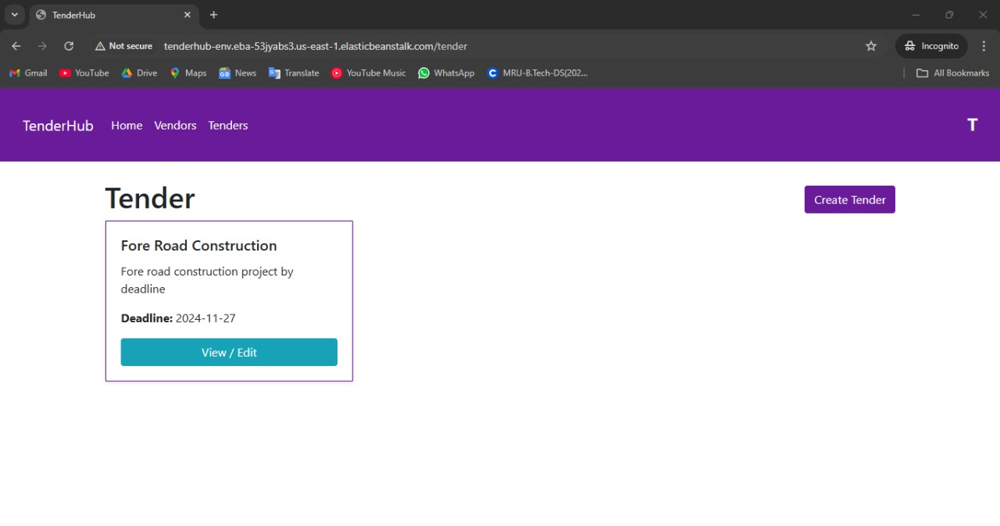 TenderHub
Not secure tenderhub-env.eba-53jyabs3.us-east-1.elasticbeanstalk.com/tender Incognito
Gmail YouTube Drive Maps News Translate YouTube Music WhatsApp MRU-B.Tech-DS(202... All Bookmarks
TenderHub Home Vendors Tenders T
Tender Create Tender
Fore Road Construction
Fore road construction project by
deadline
Deadline: 2024-11-27
View / Edit